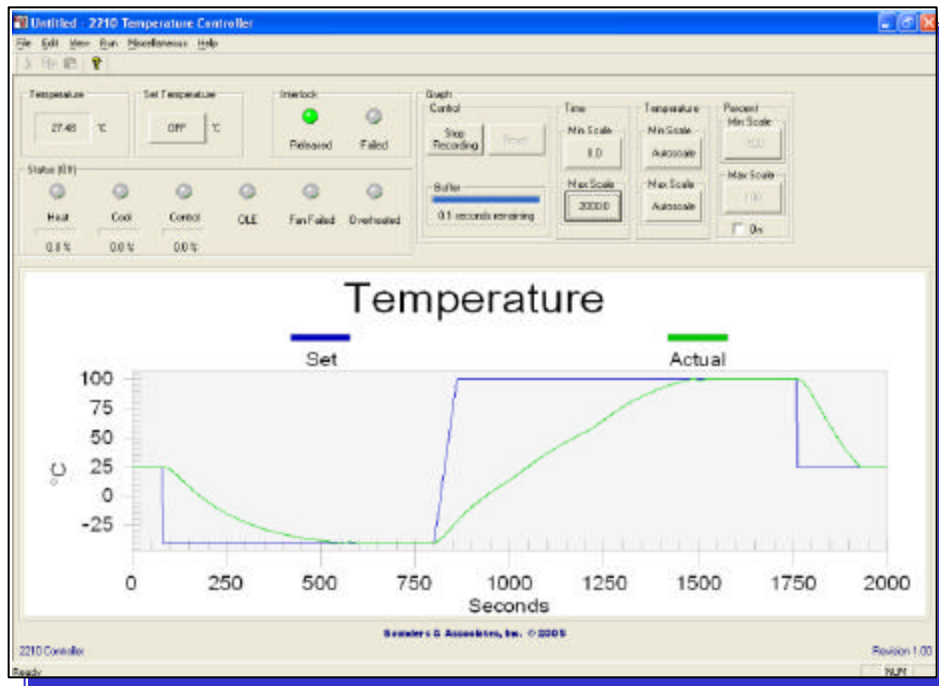 Untitled - 2210 Temperature Controller
File Edit View Run Miscellaneous Help
Temperature
Set Temperature
Interlock
Graph
Control
Time
Temperature
Percent
27.48 °C
OFF °C
Released
Failed
Stop Recording
Reset
Min Scale
0.0
Min Scale
Autoscale
Min Scale
Status (Off)
Heat
Cool
Control
OLE
Fan Failed
Overheated
0.0 %
0.0 %
0.0 %
Buffer
0.1 seconds remaining
Max Scale
2000.0
Max Scale
Autoscale
Max Scale
On
Temperature
Set
Actual
°C
100
75
50
25
0
-25
0 250 500 750 1000 1250 1500 1750 2000
Seconds
Saunders & Associates, Inc. © 2005
2210 Controller
Revision 1.00
Ready
NUM